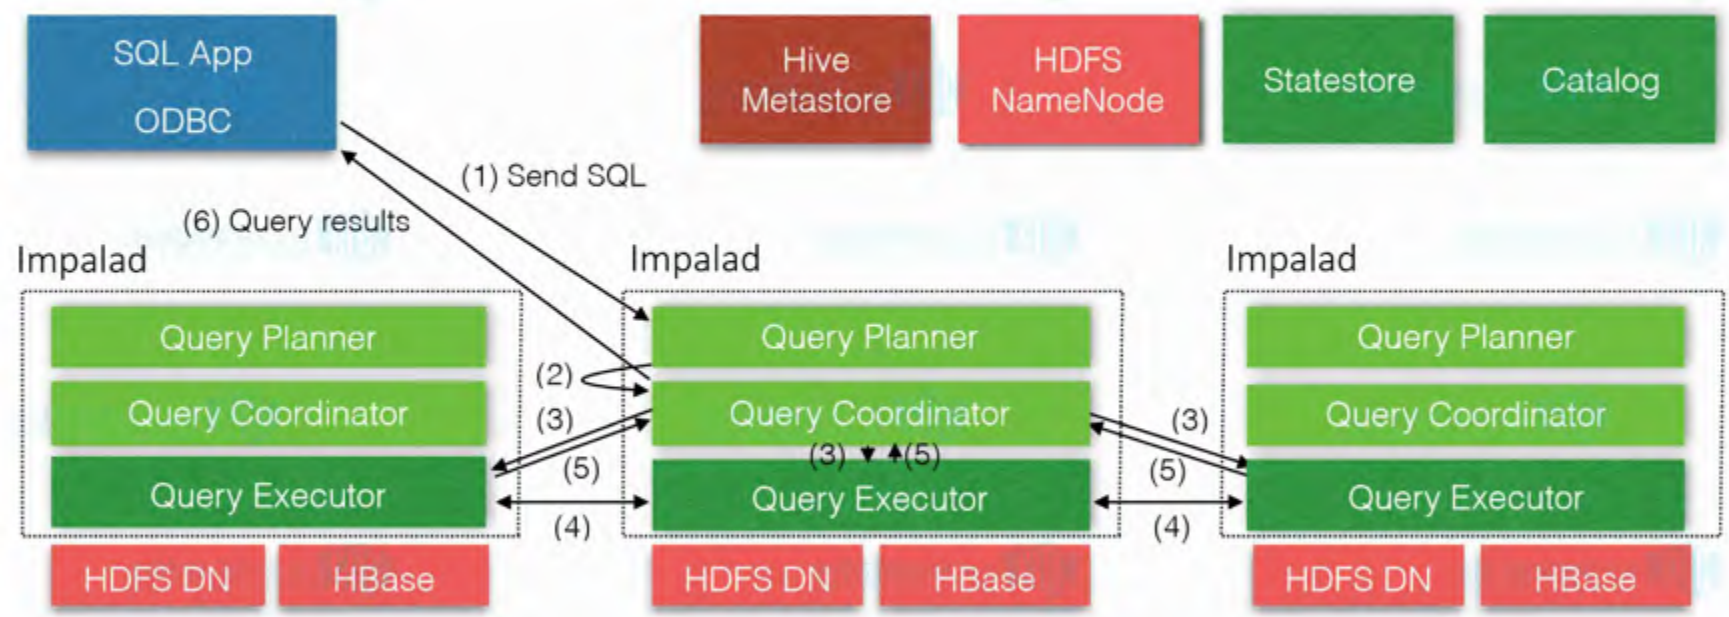 SQL App
ODBC
Hive
Metastore
HDFS
NameNode
Statestore
Catalog
(1) Send SQL
(6) Query results
Impalad
Impalad
Impalad
Query Planner
Query Planner
Query Planner
(2)
Query Coordinator
(3)
Query Coordinator
(3)
Query Coordinator
(3)
(5)
(5)
(5)
Query Executor
(4)
Query Executor
(4)
Query Executor
HDFS DN
HBase
HDFS DN
HBase
HDFS DN
HBase